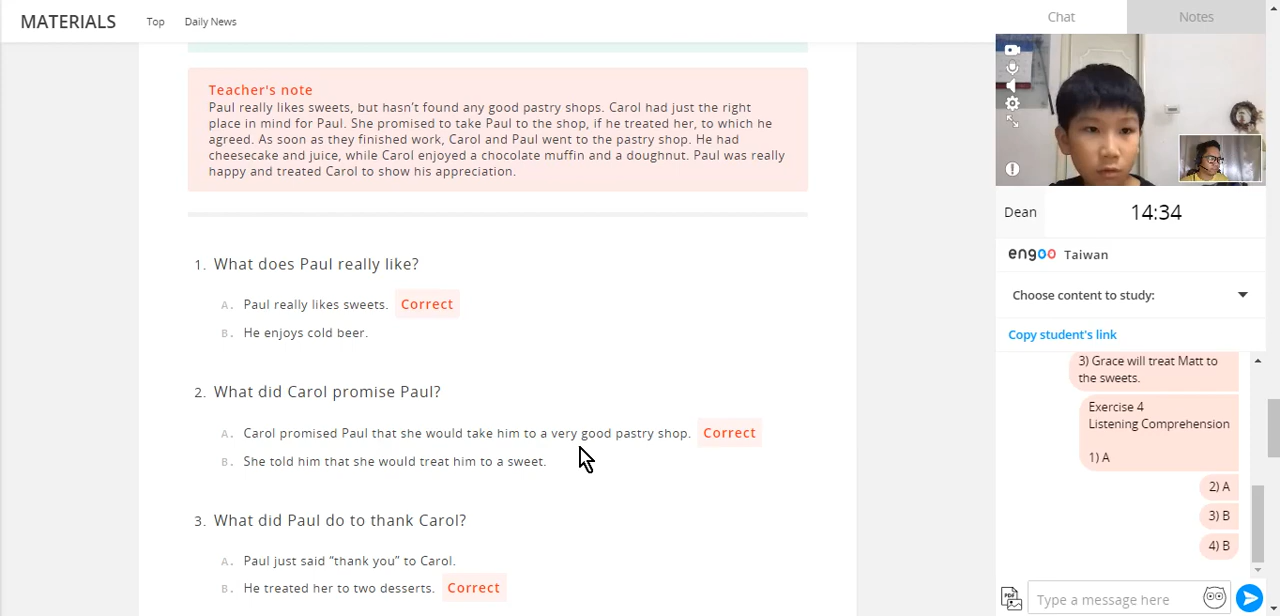 MATERIALS
Top
Daily News
Chat
Notes
Teacher's note
Paul really likes sweets, but hasn't found any good pastry shops. Carol had just the right
place in mind for Paul. She promised to take Paul to the shop, if he treated her, to which he
agreed. As soon as they finished work, Carol and Paul went to the pastry shop. He had
cheesecake and juice, while Carol enjoyed a chocolate muffin and a doughnut. Paul was really
happy and treated Carol to show his appreciation.
1. What does Paul really like?
A. Paul really likes sweets. Correct
B. He enjoys cold beer.
2. What did Carol promise Paul?
A. Carol promised Paul that she would take him to a very good pastry shop. Correct
B. She told him that she would treat him to a sweet.
3. What did Paul do to thank Carol?
A. Paul just said “thank you” to Carol.
B. He treated her to two desserts. Correct
Dean
14:34
engoo Taiwan
Choose content to study:
Copy student's link
3) Grace will treat Matt to
the sweets.
Exercise 4
Listening Comprehension
1) A
2) A
3) B
4) B
PDF
Type a message here